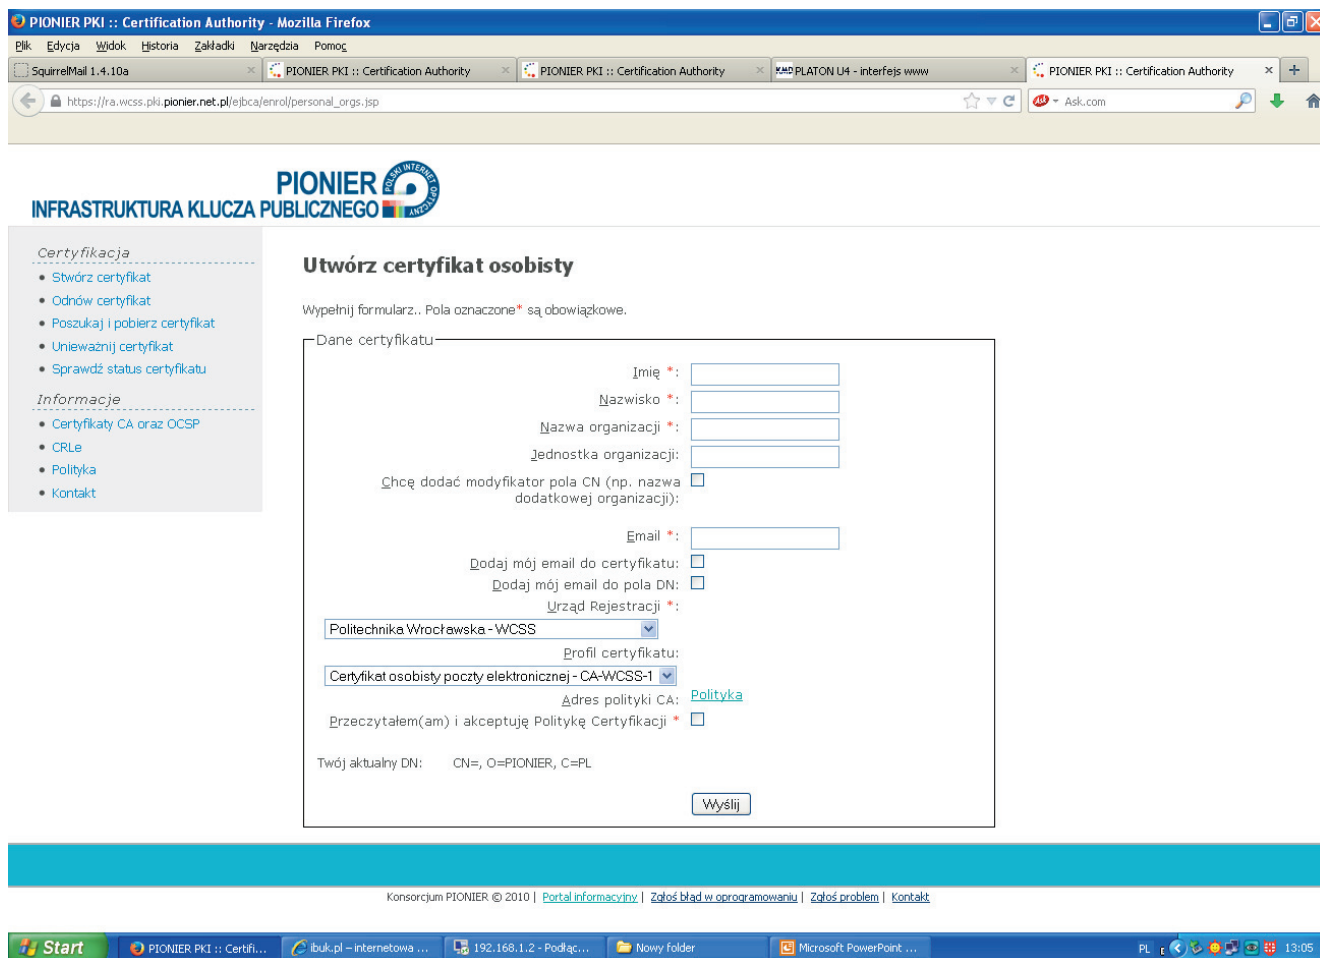 PIONIER PKI :: Certification Authority - Mozilla Firefox
Plik Edycja Widok Historia Zakładki Narzędzia Pomoc
SquirrelMail 1.4.10a PIONIER PKI :: Certification Authority PIONIER PKI :: Certification Authority PLATON U4 - interfejs www PIONIER PKI :: Certification Authority
https://ra.wcss.pki.pionier.net.pl/ejbca/enrol/personal_orgs.jsp Ask.com
PIONIER
INFRASTRUKTURA KLUCZA PUBLICZNEGO
POLSKI INTERNET OPTYCZNY
Certyfikacja
Stwórz certyfikat
Odnów certyfikat
Poszukaj i pobierz certyfikat
Unieważnij certyfikat
Sprawdź status certyfikatu
Informacje
Certyfikaty CA oraz OCSP
CRLe
Polityka
Kontakt
Utwórz certyfikat osobisty
Wypełnij formularz.. Pola oznaczone* są obowiązkowe.
Dane certyfikatu
Imię *:
Nazwisko *:
Nazwa organizacji *:
Jednostka organizacji:
Chcę dodać modyfikator pola CN (np. nazwa
dodatkowej organizacji):
Email *:
Dodaj mój email do certyfikatu:
Dodaj mój email do pola DN:
Urząd Rejestracji *:
Politechnika Wrocławska - WCSS
Profil certyfikatu:
Certyfikat osobisty poczty elektronicznej - CA-WCSS-1
Adres polityki CA: Polityka
Przeczytałem(am) i akceptuję Politykę Certyfikacji *
Twój aktualny DN: CN=, O=PIONIER, C=PL
Wyślij
Konsorcjum PIONIER © 2010 | Portal informacyjny | Zgłoś błąd w oprogramowaniu | Zgłoś problem | Kontakt
Start PIONIER PKI :: Certifi... ibuk.pl – internetowa ... 192.168.1.2 - Podłąc... Nowy folder Microsoft PowerPoint ... PL 13:05